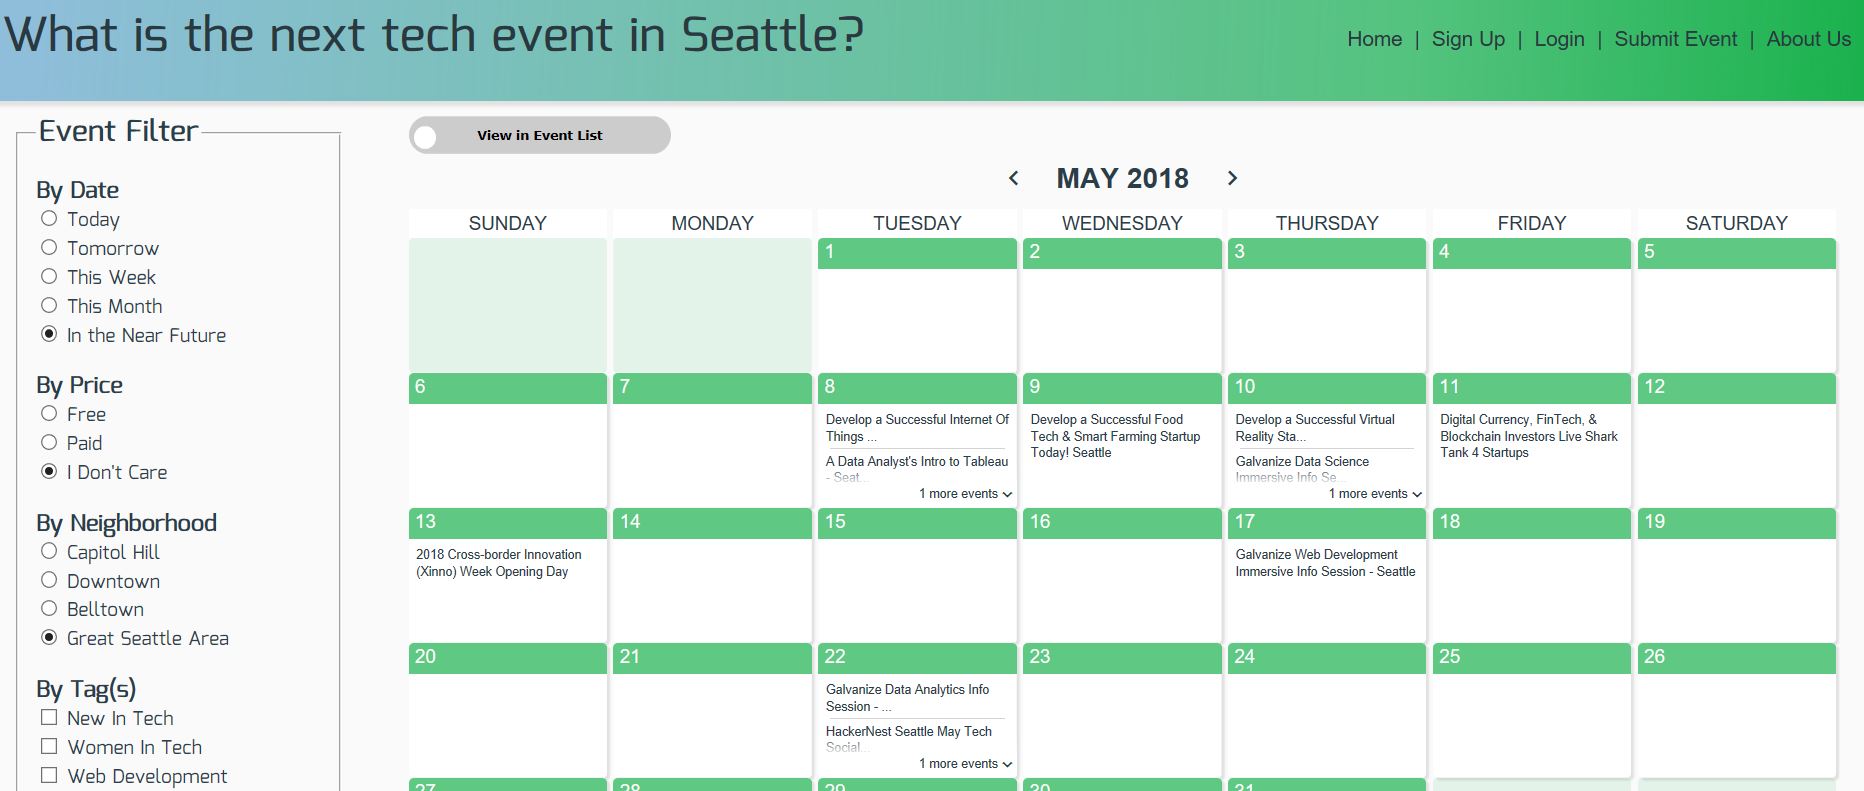 What is the next tech event in Seattle?
Home | Sign Up | Login | Submit Event | About Us
Event Filter
By Date
Today
Tomorrow
This Week
This Month
In the Near Future
By Price
Free
Paid
I Don't Care
By Neighborhood
Capitol Hill
Downtown
Belltown
Great Seattle Area
By Tag(s)
New In Tech
Women In Tech
Web Development
View in Event List
MAY 2018
SUNDAY MONDAY TUESDAY WEDNESDAY THURSDAY FRIDAY SATURDAY
1 2 3 4 5
6 7 8 9 10 11 12
Develop a Successful Internet Of
Things ...
A Data Analyst's Intro to Tableau
- Seat...
1 more events
Develop a Successful Food
Tech & Smart Farming Startup
Today! Seattle
Develop a Successful Virtual
Reality Sta...
Galvanize Data Science
Immersive Info Se...
1 more events
Digital Currency, FinTech, &
Blockchain Investors Live Shark
Tank 4 Startups
13 14 15 16 17 18 19
2018 Cross-border Innovation
(Xinno) Week Opening Day
Galvanize Web Development
Immersive Info Session - Seattle
20 21 22 23 24 25 26
Galvanize Data Analytics Info
Session - ...
HackerNest Seattle May Tech
Social...
1 more events
27 28 29 30 31